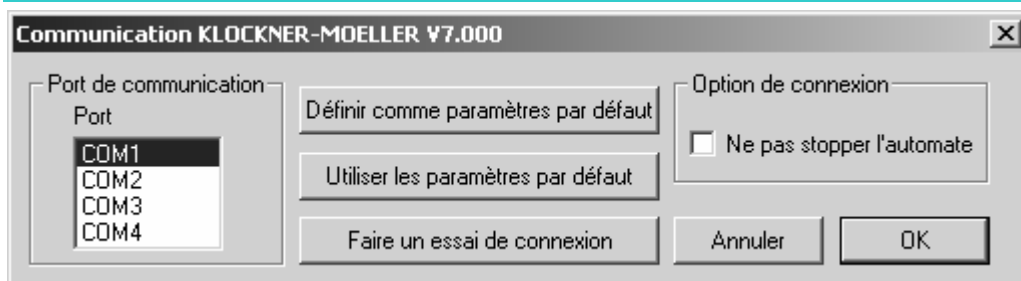 Communication KLOCKNER-MOELLER V7.000
Port de communication
Port
COM1
COM2
COM3
COM4
Définir comme paramètres par défaut
Utiliser les paramètres par défaut
Faire un essai de connexion
Option de connexion
Ne pas stopper l'automate
Annuler
OK